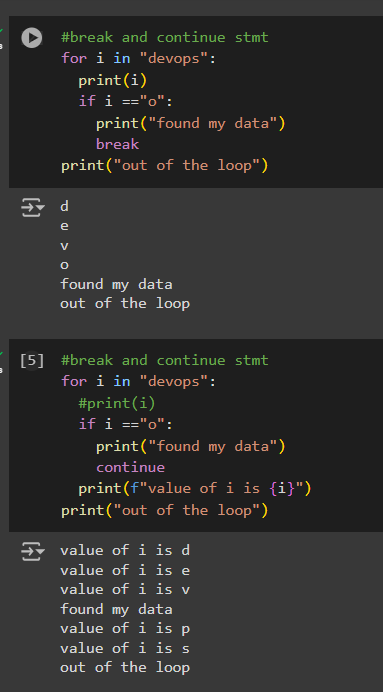 #break and continue stmt
for i in "devops":
  print(i)
  if i =="o":
    print("found my data")
    break
print("out of the loop")
d
e
v
o
found my data
out of the loop
[5]
#break and continue stmt
for i in "devops":
  #print(i)
  if i =="o":
    print("found my data")
    continue
  print(f"value of i is {i}")
print("out of the loop")
value of i is d
value of i is e
value of i is v
found my data
value of i is p
value of i is s
out of the loop